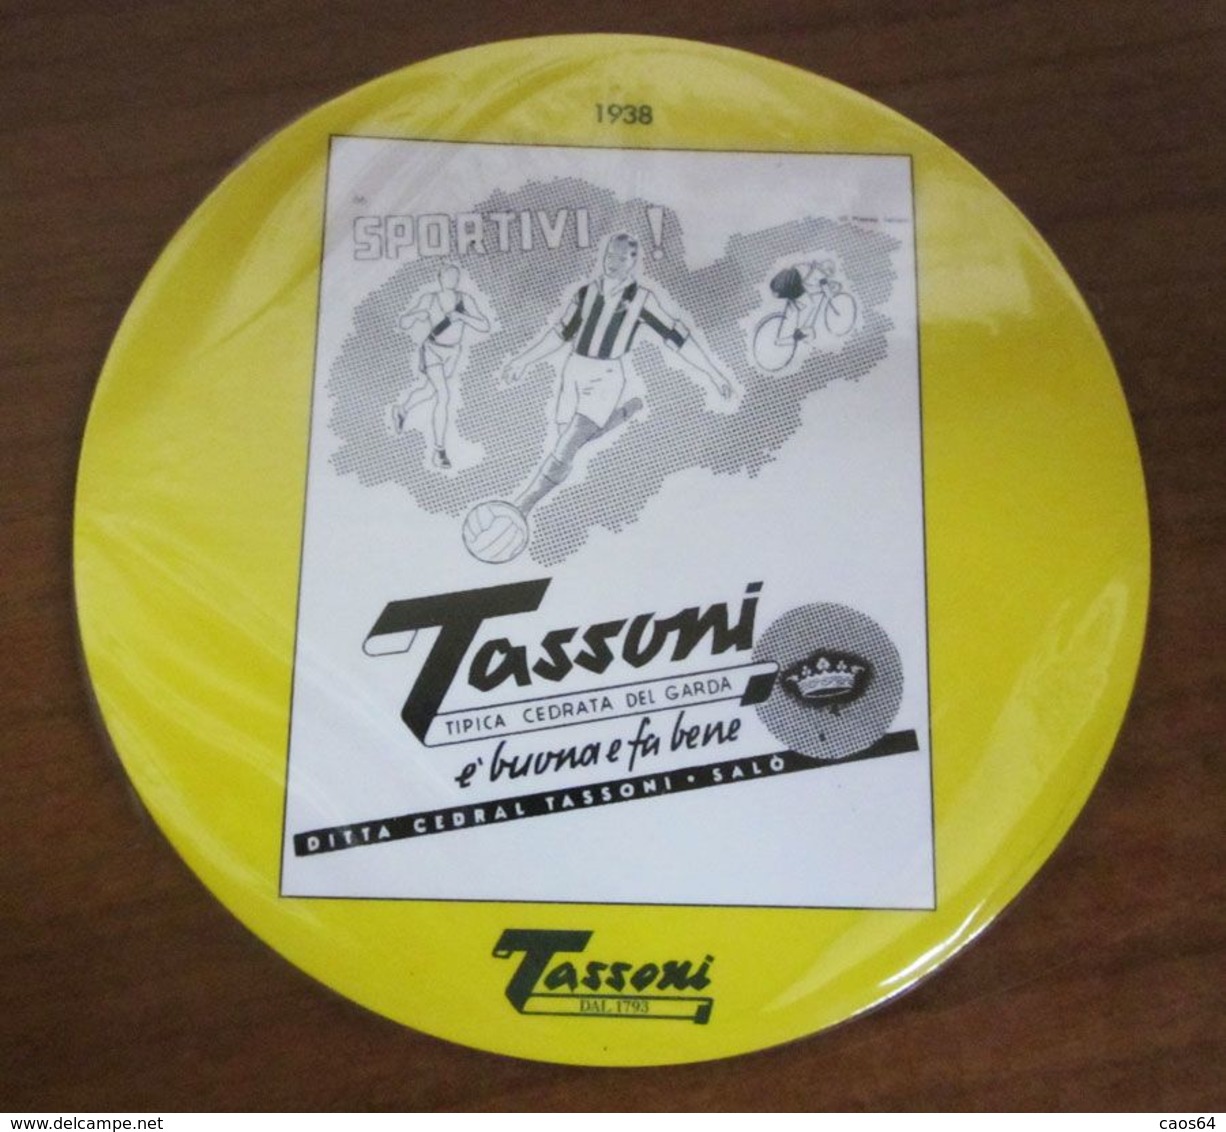 1938
SPORTIVI !
Tassoni
TIPICA CEDRATA DEL GARDA
e' buona e fa bene
DITTA CEDRAL TASSONI • SALÒ
Tassoni
DAL 1793
www.delcampe.net
caos64